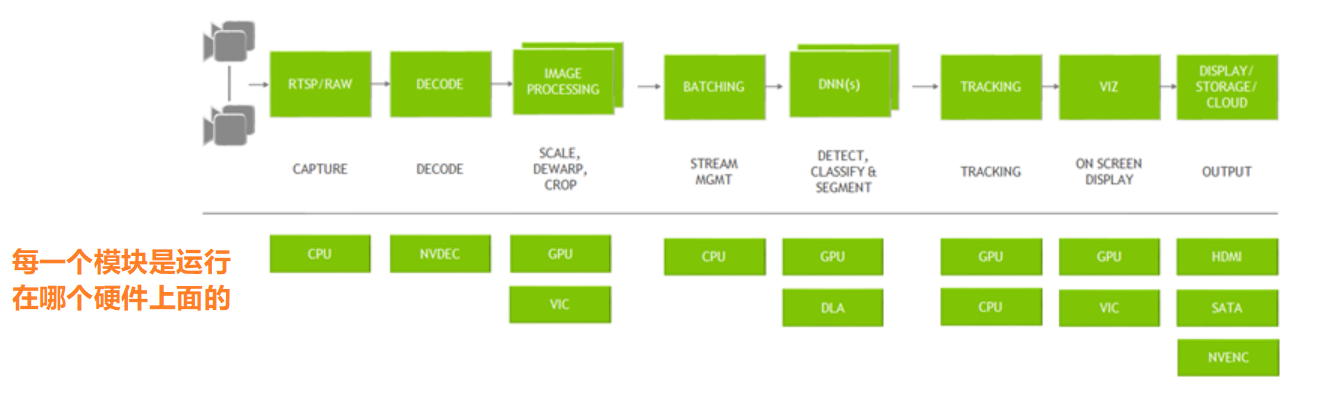 RTSP/RAW
DECODE
IMAGE
PROCESSING
BATCHING
DNN(s)
TRACKING
VIZ
DISPLAY/
STORAGE/
CLOUD
CAPTURE
DECODE
SCALE,
DEWARP,
CROP
STREAM
MGMT
DETECT,
CLASSIFY &
SEGMENT
TRACKING
ON SCREEN
DISPLAY
OUTPUT
每一个模块是运行
在哪个硬件上面的
CPU
NVDEC
GPU
CPU
GPU
GPU
GPU
HDMI
VIC
DLA
CPU
VIC
SATA
NVENC